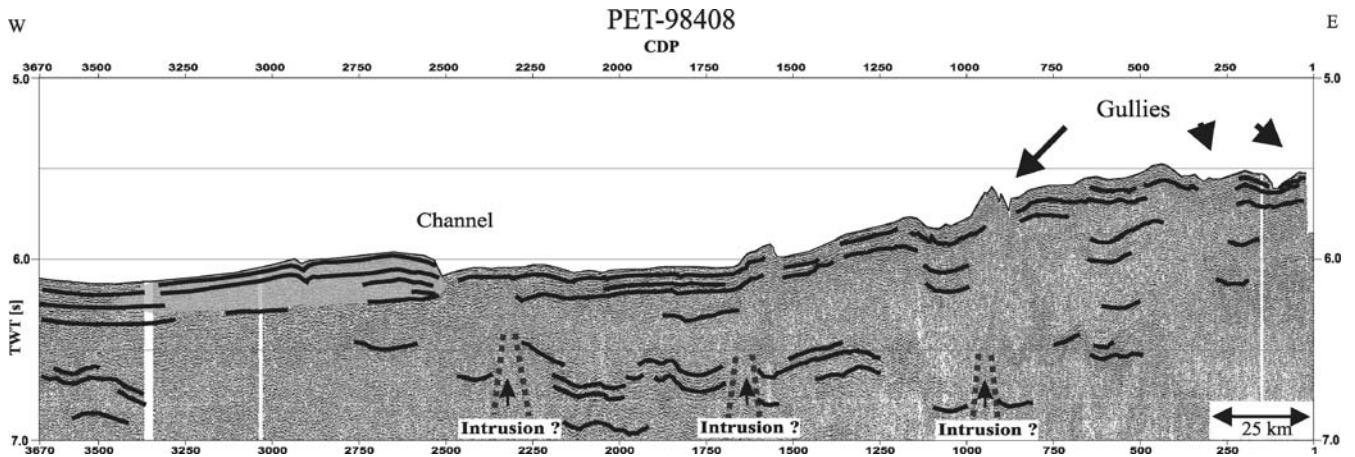 PET-98408
W E
CDP
3670 3500 3250 3000 2750 2500 2250 2000 1750 1500 1250 1000 750 500 250 1
5.0 5.0
Gullies
Channel
6.0 6.0
TWT [s]
Intrusion ? Intrusion ? Intrusion ? 25 km
7.0 7.0
3670 3500 3250 3000 2750 2500 2250 2000 1750 1500 1250 1000 750 500 250 1